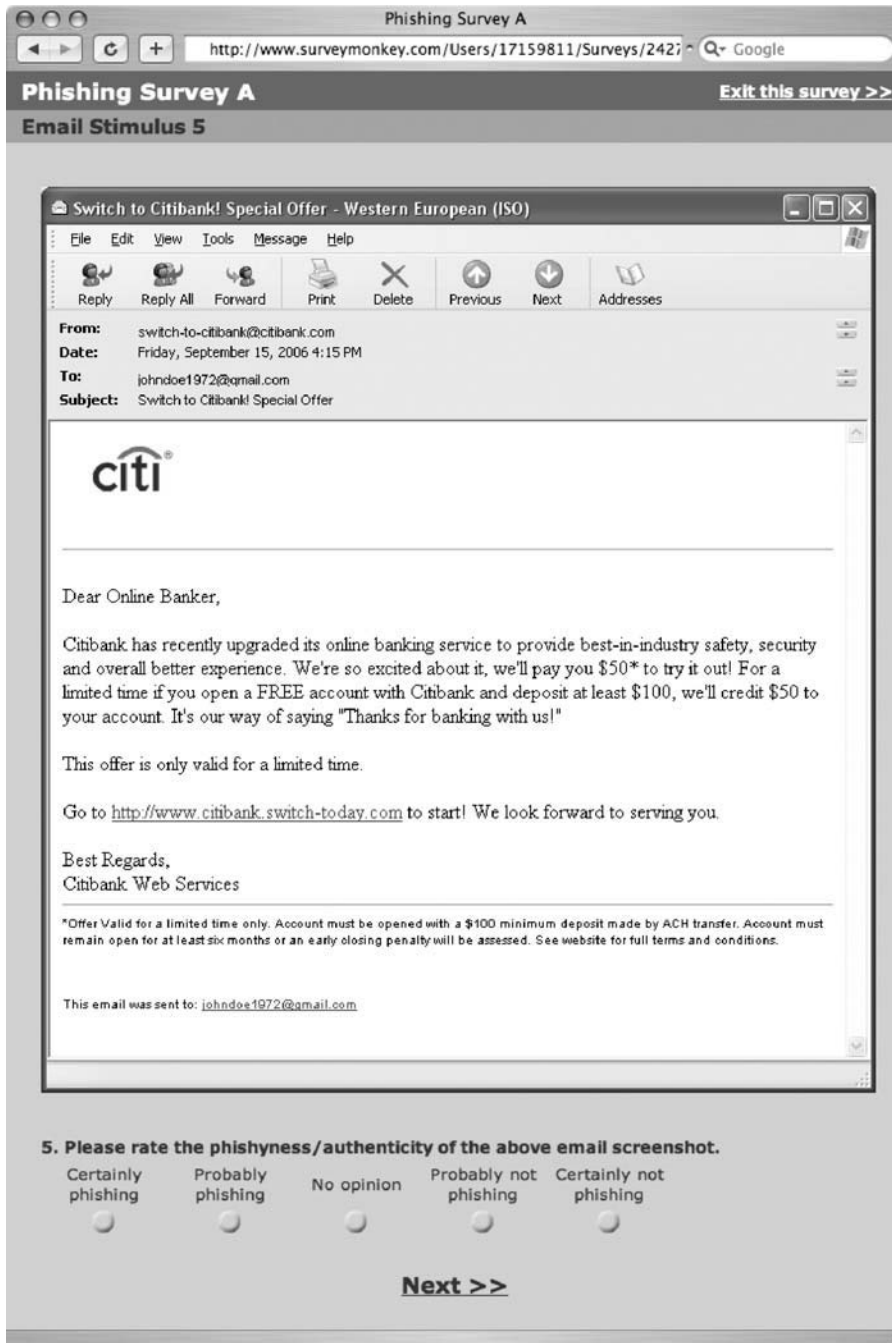 Phishing Survey A
http://www.surveymonkey.com/Users/17159811/Surveys/2427
Google
Phishing Survey A
Exit this survey >>
Email Stimulus 5
Switch to Citibank! Special Offer - Western European (ISO)
File Edit View Tools Message Help
Reply Reply All Forward Print Delete Previous Next Addresses
From: switch-to-citibank@citibank.com
Date: Friday, September 15, 2006 4:15 PM
To: johndoe1972@gmail.com
Subject: Switch to Citibank! Special Offer
citi®
Dear Online Banker,
Citibank has recently upgraded its online banking service to provide best-in-industry safety, security
and overall better experience. We're so excited about it, we'll pay you $50* to try it out! For a
limited time if you open a FREE account with Citibank and deposit at least $100, we'll credit $50 to
your account. It's our way of saying "Thanks for banking with us!"
This offer is only valid for a limited time.
Go to http://www.citibank.switch-today.com to start! We look forward to serving you.
Best Regards,
Citibank Web Services
*Offer Valid for a limited time only. Account must be opened with a $100 minimum deposit made by ACH transfer. Account must
remain open for at least six months or an early closing penalty will be assessed. See website for full terms and conditions.
This email was sent to: johndoe1972@gmail.com
5. Please rate the phishyness/authenticity of the above email screenshot.
Certainly Probably No opinion Probably not Certainly not
phishing phishing phishing phishing
Next >>